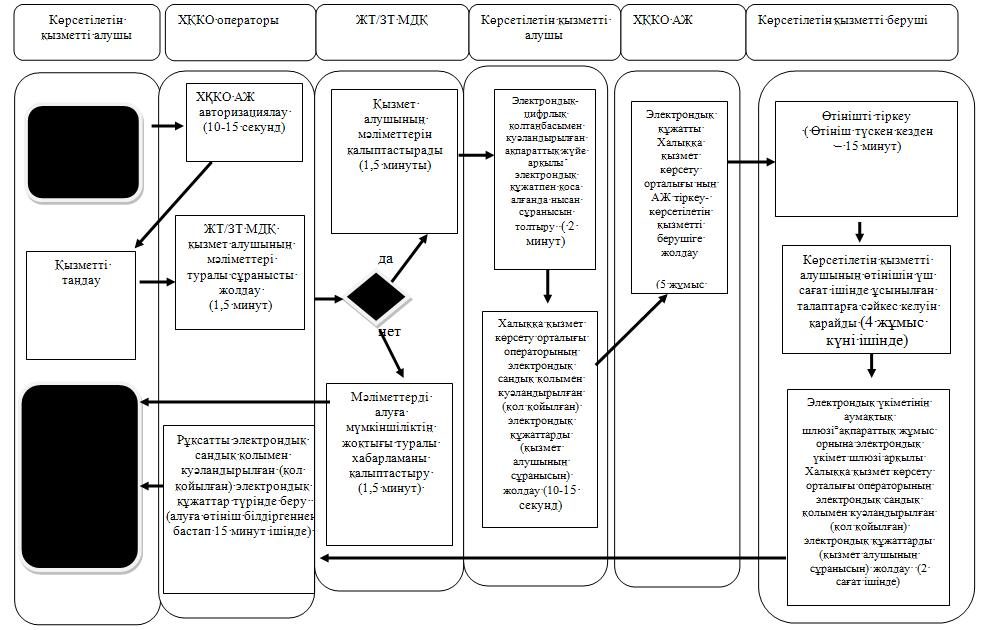 Көрсетілетін
қызметті алушы
ХҚКО операторы
ЖТ/ЗТ МДҚ
Көрсетілетін қызметті
алушы
ХҚКО АЖ
Көрсетілетін қызметті беруші
ХҚКО АЖ
авторизациялау
(10-15 секунд)
Қызметті
таңдау
ЖТ/ЗТ МДҚ
қызмет алушының
мәліметтері
туралы сұранысты
жолдау
(1,5 минут)
Рұқсатты электрондық
сандық қолымен
куәландырылған (қол
қойылған) электрондық
құжаттар түрінде беру
(алуға өтініш білдіргеннен
бастап 15 минут ішінде)
Қызмет
алушының
мәліметтерін
қалыптастырады
(1,5 минуты)
да
нет
Мәліметтерді
алуға
мүмкіншіліктің
жоқтығы туралы
хабарламаны
қалыптастыру
(1,5 минут)
Электрондық-
цифрлық
қолтаңбасымен
куәландырылған
ақпараттық жүйе
арқылы
электрондық
құжатпен қоса
алғанда нысан
сұранысын
толтыру (2
минут)
Халыққа қызмет
көрсету орталығы
операторының
электрондық
сандық қолымен
куәландырылған
(қол қойылған)
электрондық
құжаттарды
(қызмет
алушының
сұранысын)
жолдау (10-15
секунд)
Электрондық
құжатты
Халыққа
қызмет
көрсету
орталығы ның
АЖ тіркеу-
көрсетілетін
қызметті
берушіге
жолдау
(5 жұмыс
Өтінішті тіркеу
( Өтініш түскен кезден
– 15 минут)
Көрсетілетін қызметті
алушының өтінішін үш
сағат ішінде ұсынылған
талаптарға сәйкес келуін
қарайды (4 жұмыс
күні ішінде)
Электрондық үкіметінің
аумақтық
шлюзі ақпараттық жұмыс
орнына электрондық
үкімет шлюзі арқылы
Халыққа қызмет көрсету
орталығы операторының
электрондық сандық
қолымен куәландырылған
(қол қойылған)
электрондық құжаттарды
(қызмет алушының
сұранысын) жолдау (2
сағат ішінде)